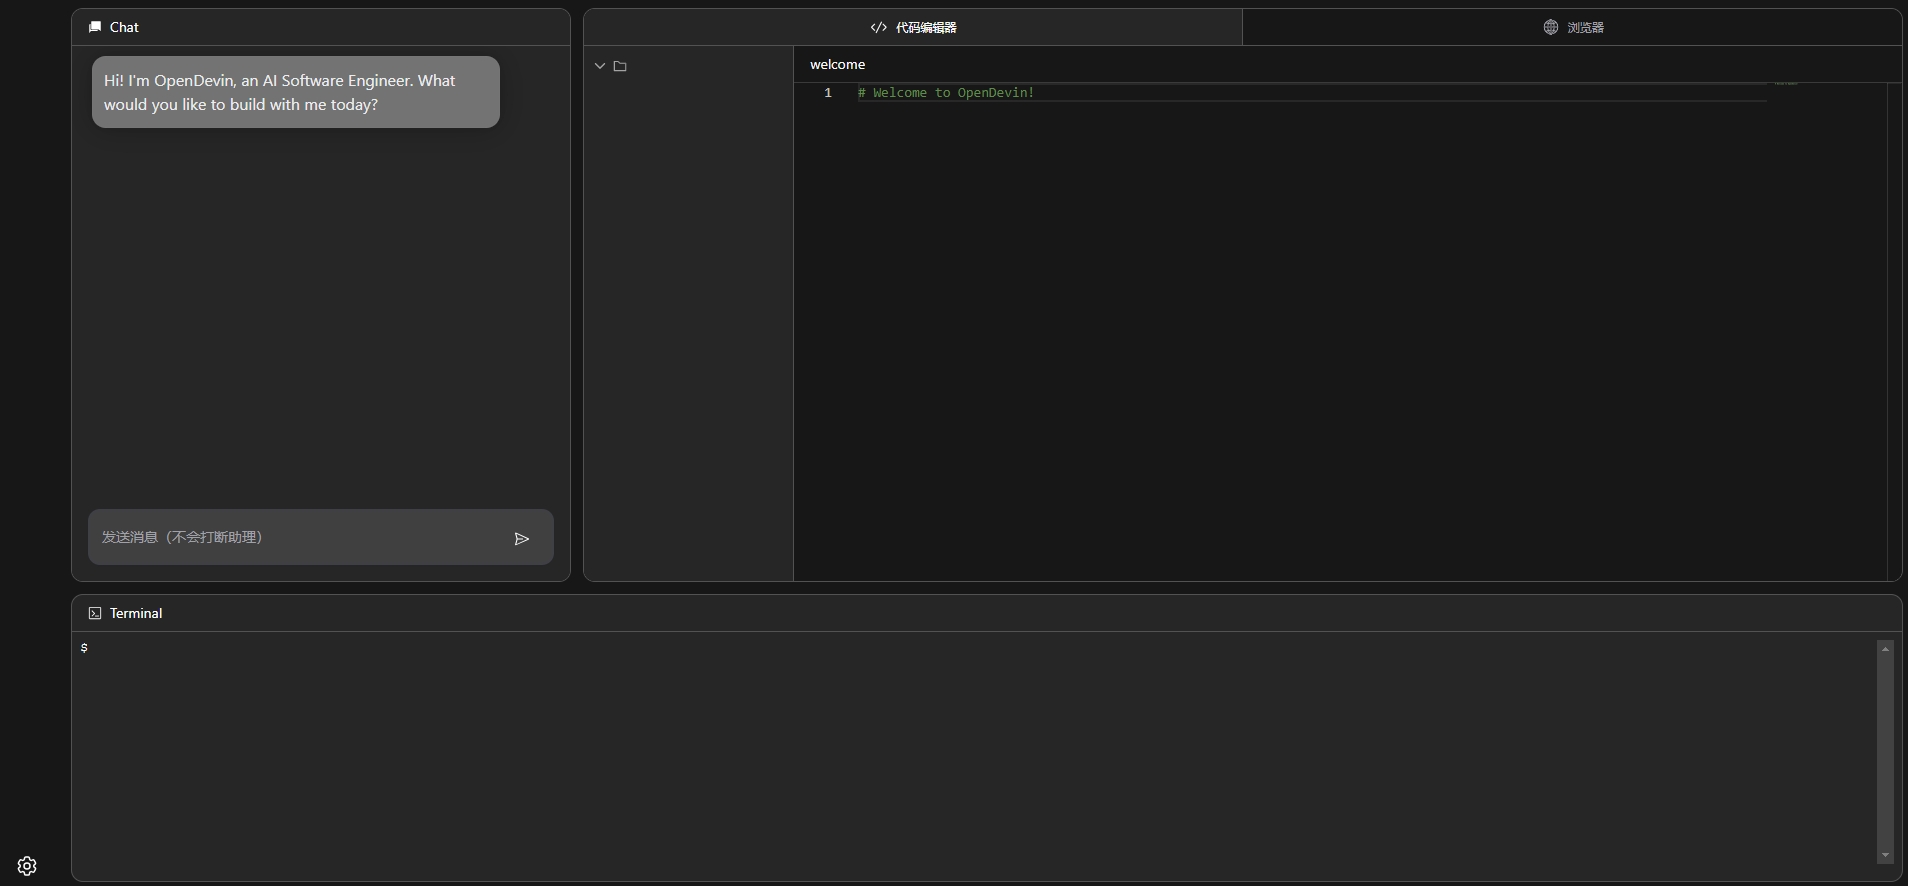 Chat
Hi! I'm OpenDevin, an AI Software Engineer. What
would you like to build with me today?
发送消息（不会打断助理）
</> 代码编辑器
浏览器
welcome
1 # Welcome to OpenDevin!
Terminal
$